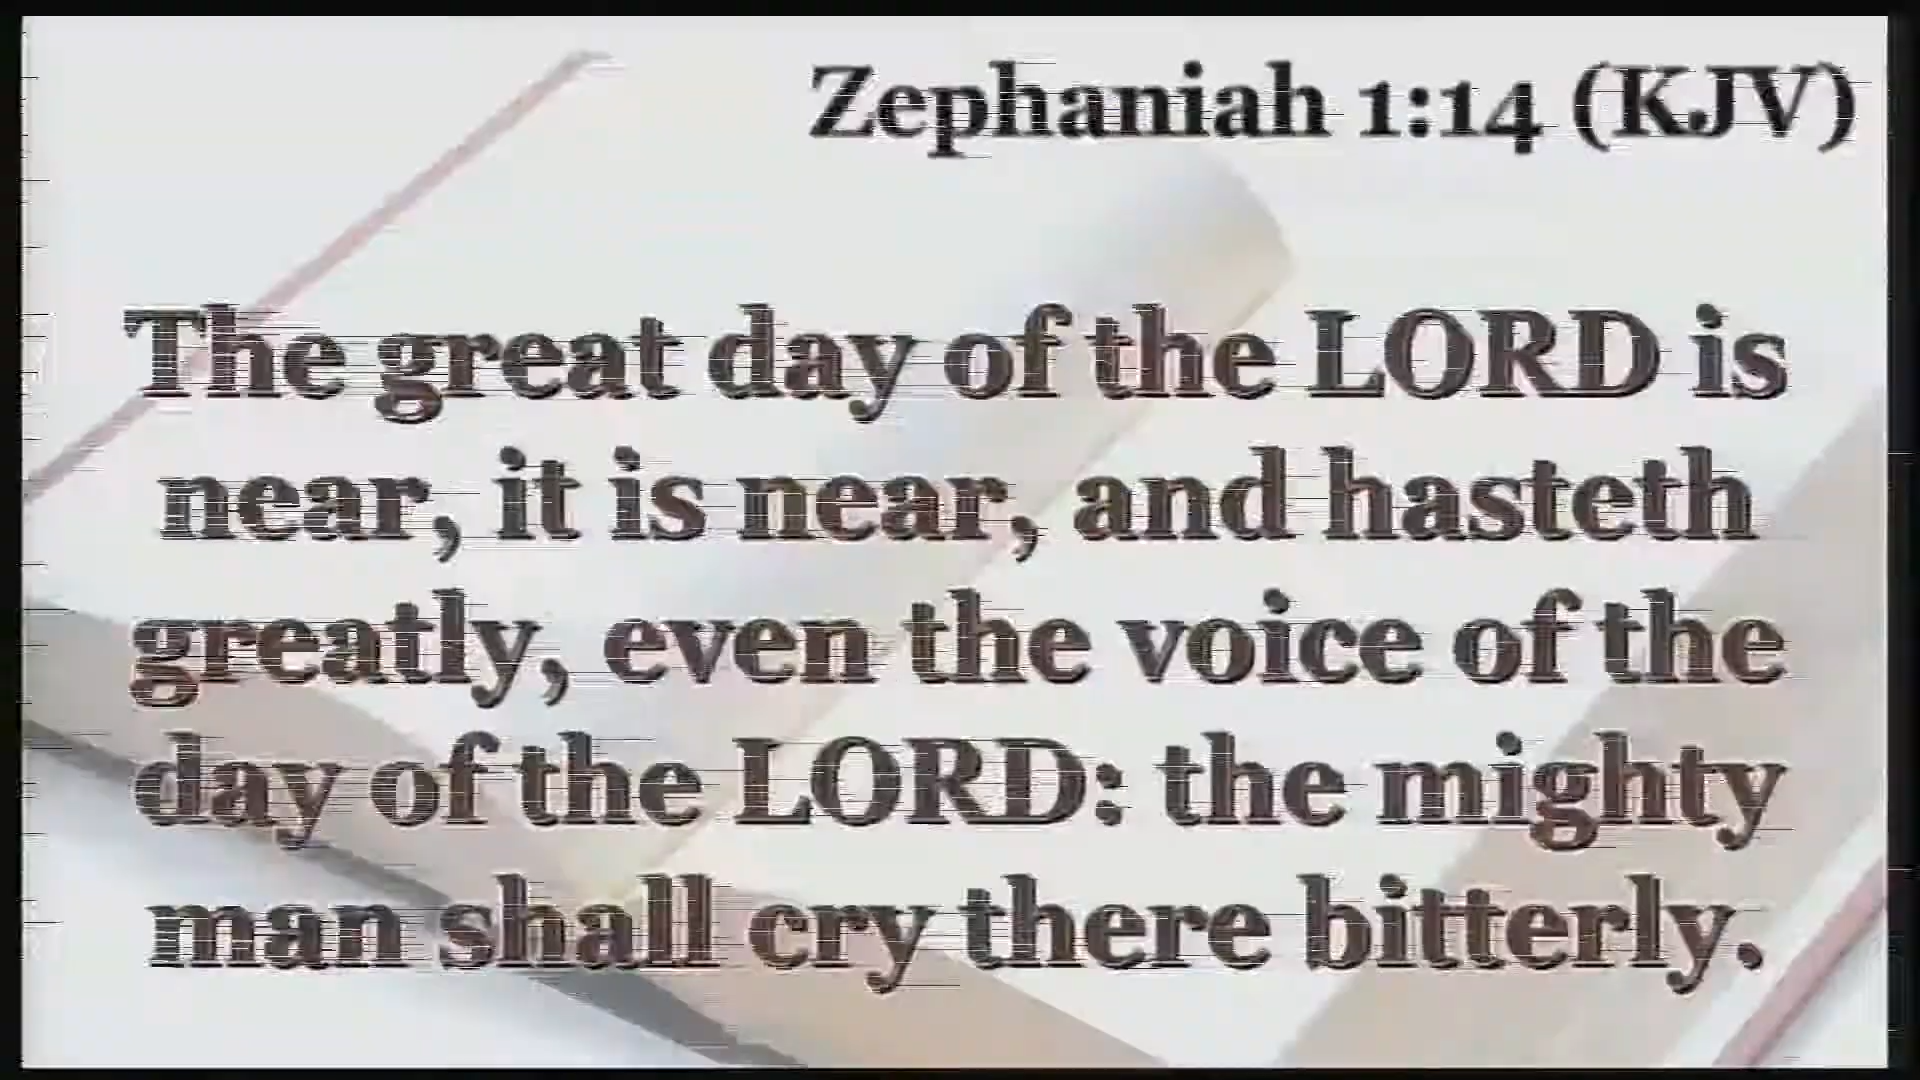 Zephaniah 1:14 (KJV)
The great day of the LORD is
near, it is near, and hasteth
greatly, even the voice of the
day of the LORD: the mighty
man shall cry there bitterly.